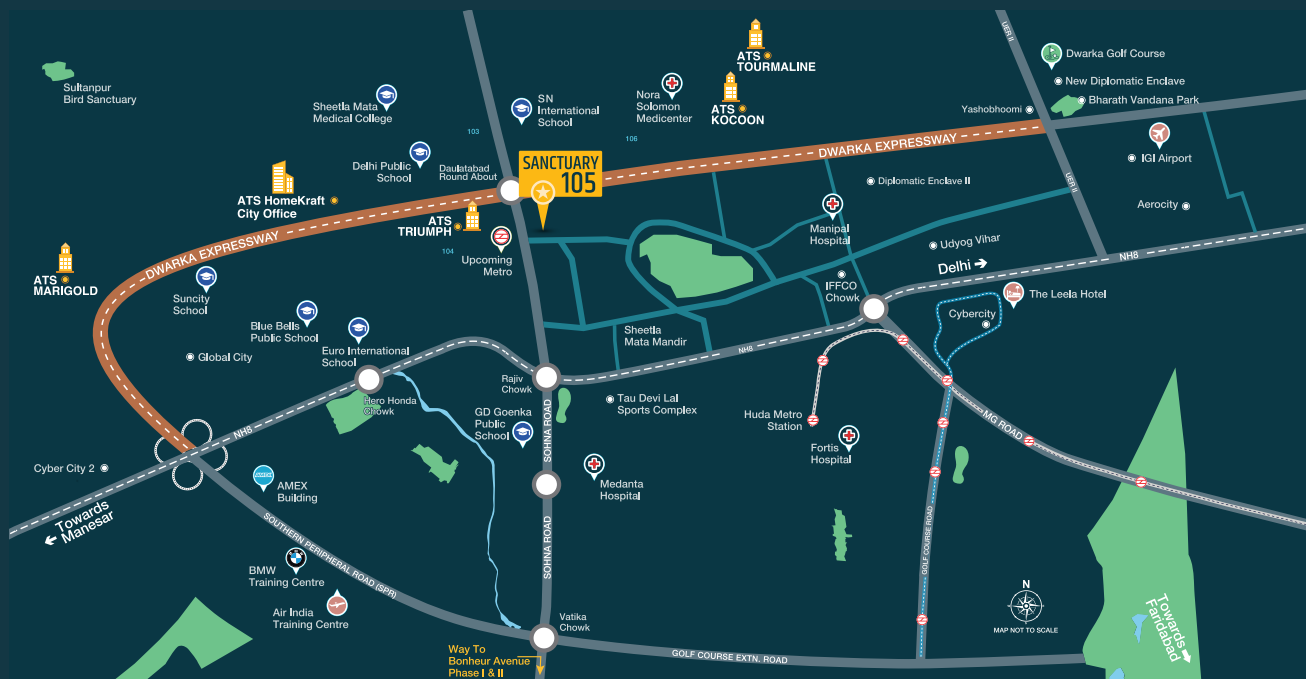 ATS
TOURMALINE
UER II
Dwarka Golf Course
New Diplomatic Enclave
Bharath Vandana Park
Yashobhoomi
Sultanpur
Bird Sanctuary
Sheetla Mata
Medical College
SN
International
School
Nora
Solomon
Medicenter
ATS
KOCOON
103
106
DWARKA EXPRESSWAY
IGI Airport
Delhi Public
School
Daulatabad
Round About
SANCTUARY
105
Diplomatic Enclave II
UER II
Aerocity
ATS HomeKraft
City Office
ATS
TRIUMPH
Manipal
Hospital
104
Upcoming
Metro
DWARKA EXPRESSWAY
Udyog Vihar
Delhi
NH8
ATS
MARIGOLD
Suncity
School
IFFCO
Chowk
The Leela Hotel
Cybercity
Blue Bells
Public School
Euro International
School
Sheetla
Mata Mandir
NH8
Global City
Rajiv
Chowk
Hero Honda
Chowk
Tau Devi Lal
Sports Complex
Huda Metro
Station
MG ROAD
GD Goenka
Public
School
SOHNA ROAD
NH8
Fortis
Hospital
Cyber City 2
AMEX
AMEX
Building
Medanta
Hospital
Towards
Manesar
SOUTHERN PERIPHERAL ROAD (SPR)
SOHNA ROAD
GOLF COURSE ROAD
BMW
Training Centre
Air India
Training Centre
N
MAP NOT TO SCALE
Vatika
Chowk
Towards
Faridabad
Way To
Bonheur Avenue
Phase I & II
GOLF COURSE EXTN. ROAD